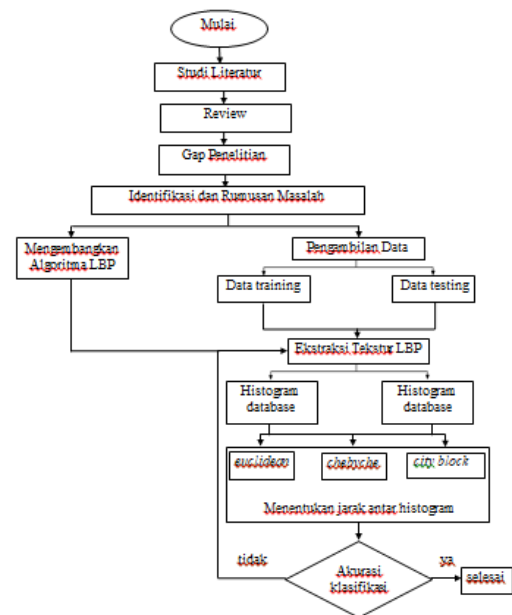 Mulai
Studi Literatur
Review
Gap Penelitian
Identifikasi dan Rumusan Masalah
Mengembangkan
Algoritma LBP
Pengambilan Data
Data training
Data testing
Ekstraksi Tekstur LBP
Histogram
database
Histogram
database
euclidean
chebyche
city block
Menentukan jarak antar histogram
tidak
Akurasi
klasifikasi
ya
selesai